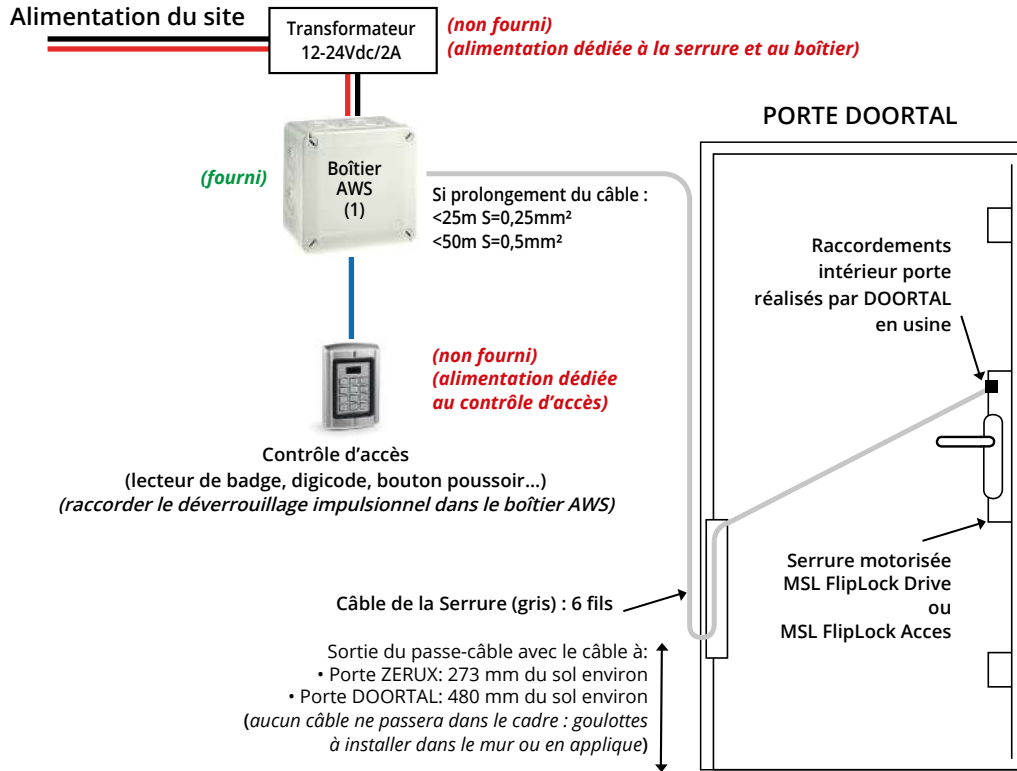 Alimentation du site
Transformateur
12-24Vdc/2A
(non fourni)
(alimentation dédiée à la serrure et au boîtier)
PORTE DOORTAL
(fourni)
Boîtier
AWS
(1)
Si prolongement du câble :
<25m S=0,25mm²
<50m S=0,5mm²
Raccordements
intérieur porte
réalisés par DOORTAL
en usine
(non fourni)
(alimentation dédiée
au contrôle d’accès)
Contrôle d’accès
(lecteur de badge, digicode, bouton poussoir...)
(raccorder le déverrouillage impulsionnel dans le boîtier AWS)
Serrure motorisée
MSL FlipLock Drive
ou
MSL FlipLock Acces
Câble de la Serrure (gris) : 6 fils
Sortie du passe-câble avec le câble à:
• Porte ZERUX: 273 mm du sol environ
• Porte DOORTAL: 480 mm du sol environ
(aucun câble ne passera dans le cadre : goulottes
à installer dans le mur ou en applique)